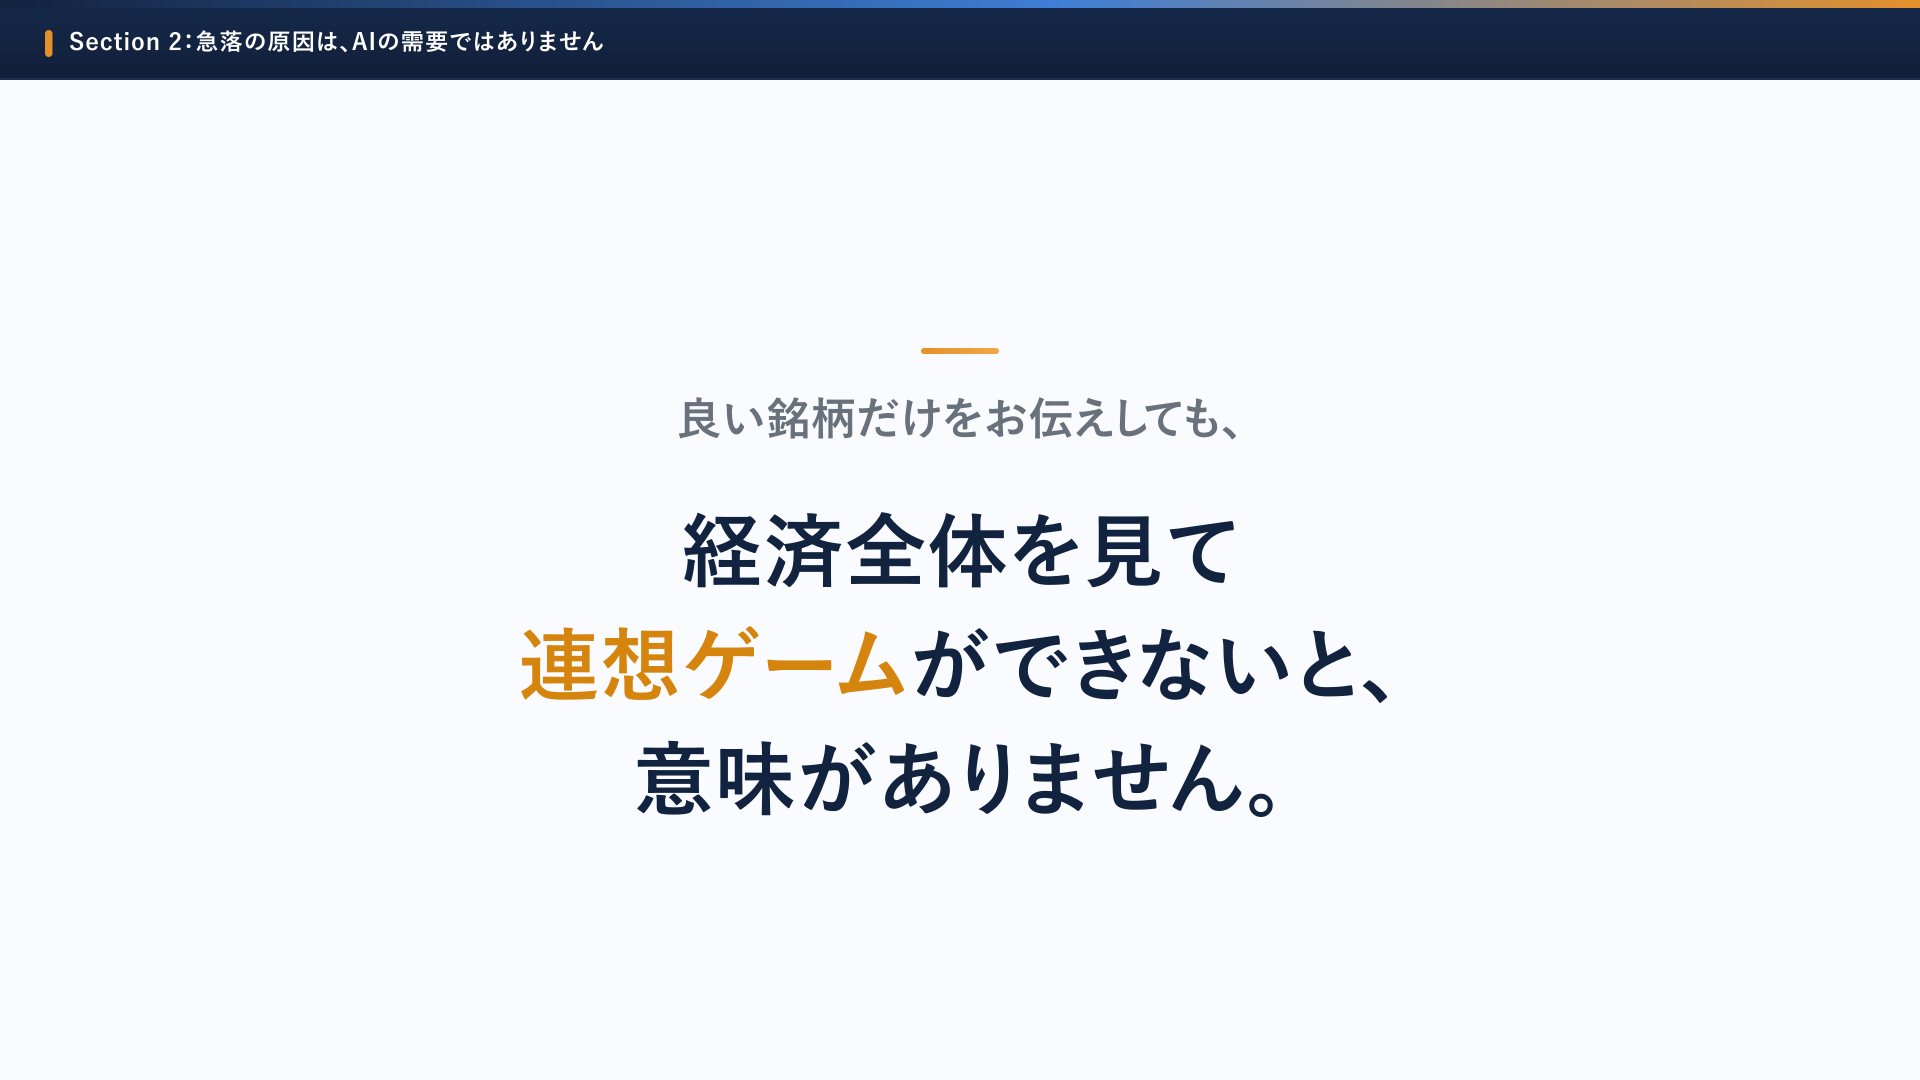 Section 2：急落の原因は、AIの需要ではありません
良い銘柄だけをお伝えしても、
経済全体を見て
連想ゲームができないと、
意味がありません。